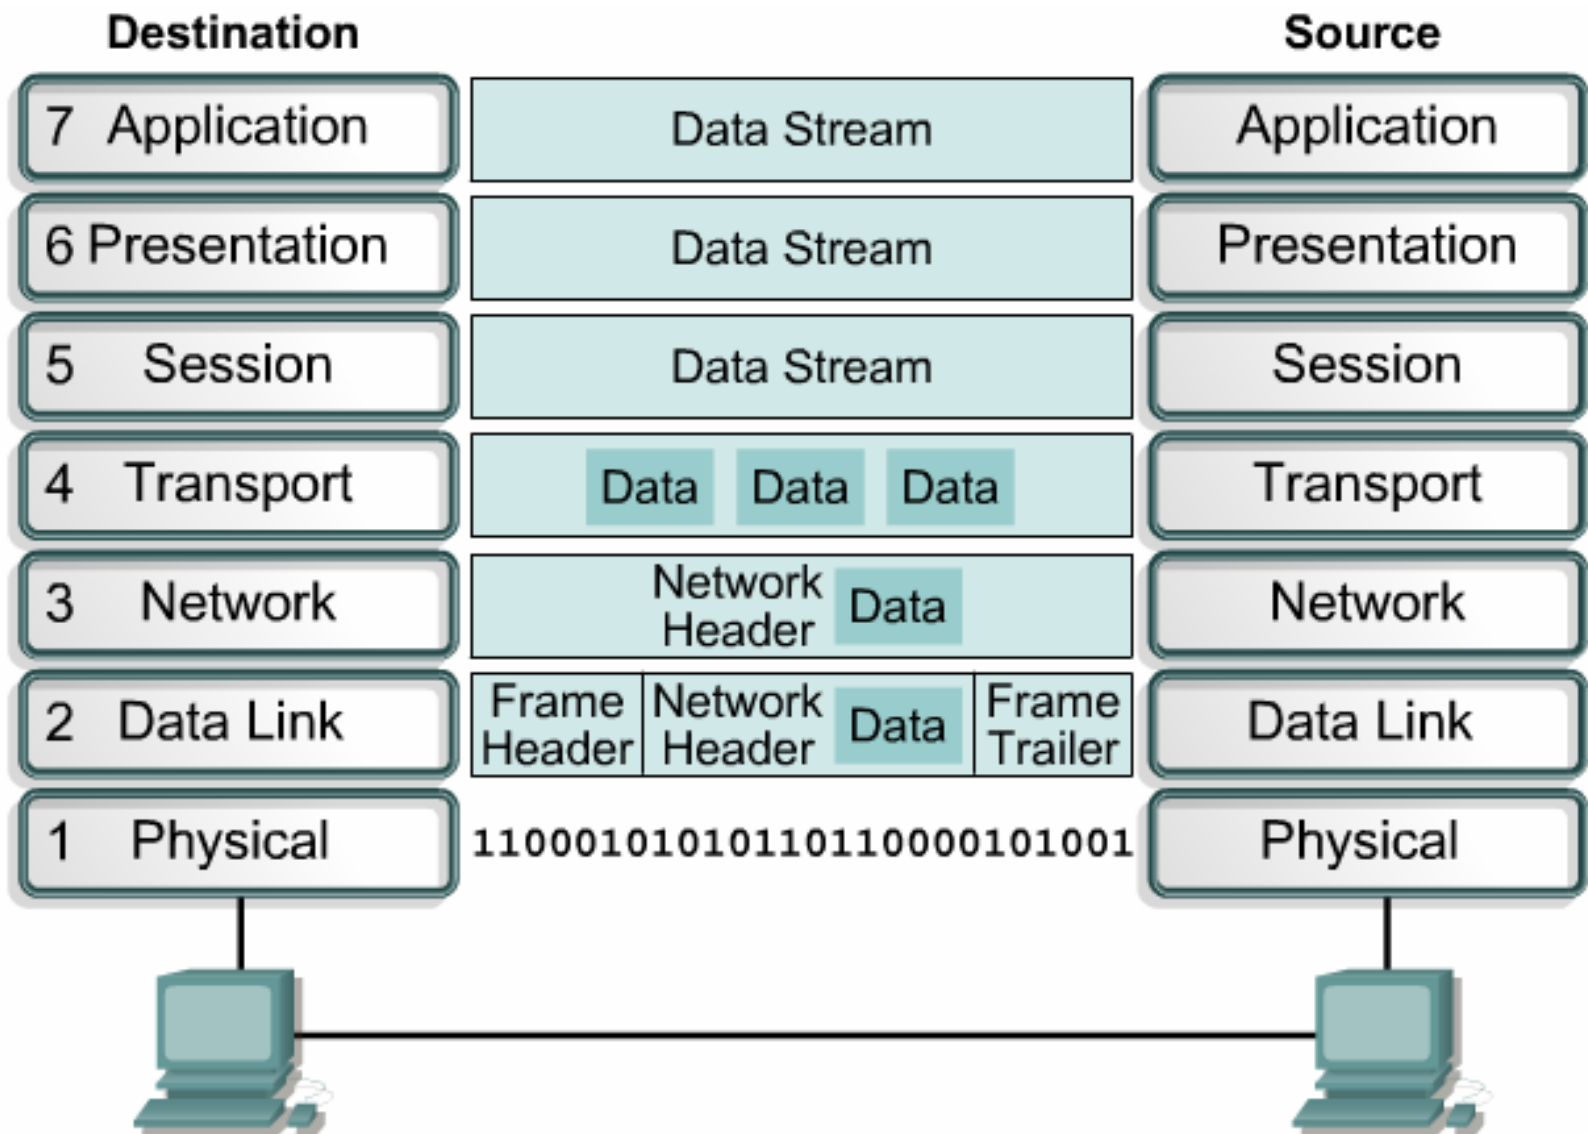 Destination
Source
7 Application
Data Stream
Application
6 Presentation
Data Stream
Presentation
5 Session
Data Stream
Session
4 Transport
Data Data Data
Transport
3 Network
Network
Header
Data
Network
2 Data Link
Frame
Header
Network
Header
Data
Frame
Trailer
Data Link
1 Physical
1100010101011011000010​1001
Physical